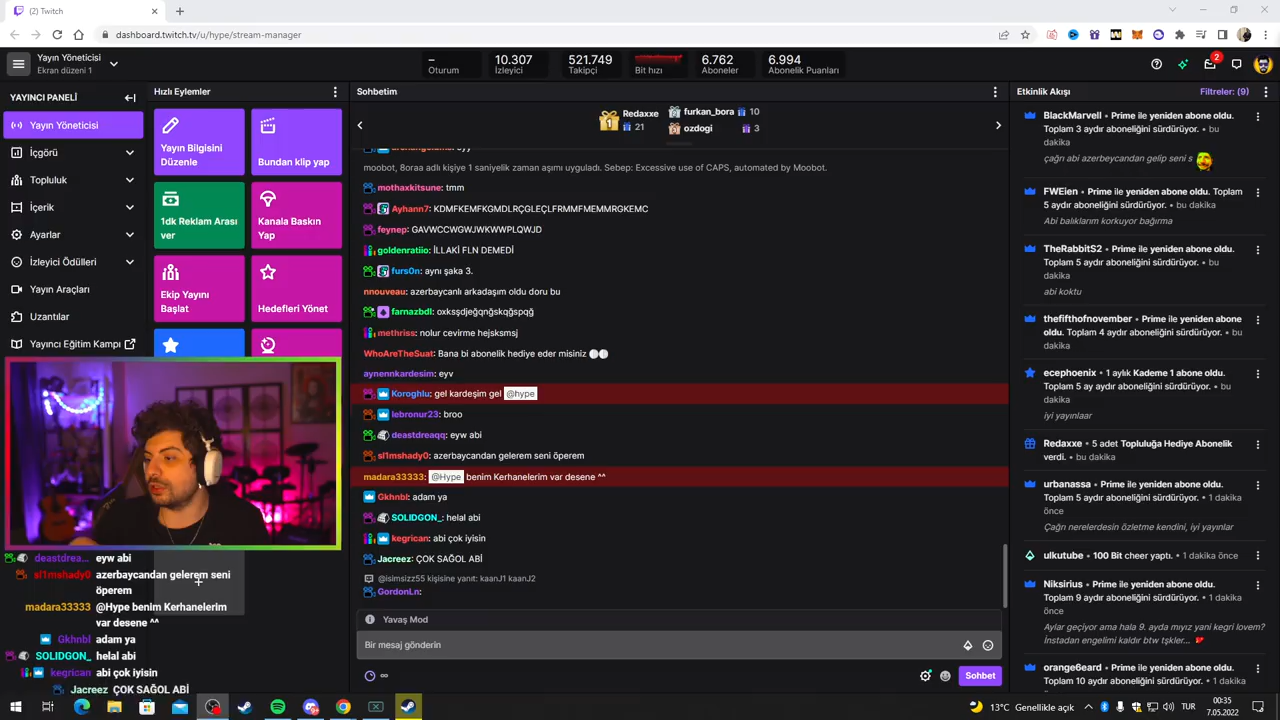 (2) Twitch
dashboard.twitch.tv/u/hype/stream-manager
Yayın Yöneticisi
Ekran düzeni 1
–
Oturum
10.307
İzleyici
521.749
Takipçi
Bit hızı
6.762
Aboneler
6.994
Abonelik Puanları
2
YAYINCI PANELİ
Yayın Yöneticisi
İçgörü
Topluluk
İçerik
Ayarlar
İzleyici Ödülleri
Yayın Araçları
Uzantılar
Yayıncı Eğitim Kampı
Hızlı Eylemler
Yayın Bilgisini
Düzenle
Bundan klip yap
1dk Reklam Arası
ver
Kanala Baskın
Yap
Ekip Yayını
Başlat
Hedefleri Yönet
deastdrea... eyw abi
sl1mshady0 azerbaycandan gelerem seni
öperem
madara33333 @Hype benim Kerhanelerim
var desene ^^
Gkhnbl adam ya
SOLIDGON_ helal abi
kegrican abi çok iyisin
Jacreez ÇOK SAĞOL ABİ
Sohbetim
1
Redaxxe
21
2 furkan_bora 10
3 ozdogi 3
moobot, 8oraa adlı kişiye 1 saniyelik zaman aşımı uyguladı. Sebep: Excessive use of CAPS, automated by Moobot.
mothaxkitsune: tmm
Ayhann7: KDMFKEMFKGMDLRÇGLEÇLFRMMFMEMMRGKEMC
feynep: GAVWCCWGWJWKWWPLQWJD
goldenratiio: İLLAKİ FLN DEMEDİ
furs0n: aynı şaka 3.
nnouveau: azerbaycanlı arkadaşım oldu doru bu
farnazbdl: oxksşdjeğqnğskqğspqğ
methriss: nolur cevirme hejsksmsj
WhoAreTheSuat: Bana bi abonelik hediye eder misiniz
aynennkardesim: eyv
Koroghlu: gel kardeşim gel @hype
lebronur23: broo
deastdreaqq: eyw abi
sl1mshady0: azerbaycandan gelerem seni öperem
madara33333: @Hype benim Kerhanelerim var desene ^^
Gkhnbl: adam ya
SOLIDGON_: helal abi
kegrican: abi çok iyisin
Jacreez: ÇOK SAĞOL ABİ
@isimsizz55 kişisine yanıt: kaanJ1 kaanJ2
GordonLn:
Yavaş Mod
Bir mesaj gönderin
Sohbet
Etkinlik Akışı
Filtreler: (9)
BlackMarvell • Prime ile yeniden abone oldu.
Toplam 3 aydır aboneliğini sürdürüyor. • bu
dakika
çağrı abi azerbeycandan gelip seni s
FWEien • Prime ile yeniden abone oldu. Toplam
5 aydır aboneliğini sürdürüyor. • bu dakika
Abi balıklarım korkuyor bağırma
TheRabbitS2 • Prime ile yeniden abone oldu.
Toplam 5 aydır aboneliğini sürdürüyor. • bu
dakika
abi koktu
thefifthofnovember • Prime ile yeniden abone
oldu. Toplam 4 aydır aboneliğini sürdürüyor. • bu
dakika
ecephoenix • 1 aylık Kademe 1 abone oldu.
Toplam 5 ay aydır aboneliğini sürdürüyor. • bu
dakika
iyi yayınlaar
Redaxxe • 5 adet Topluluğa Hediye Abonelik
verdi. • bu dakika
urbanassa • Prime ile yeniden abone oldu.
Toplam 5 aydır aboneliğini sürdürüyor. • 1 dakika
önce
Çağrı nerelerdesin özletme kendini, iyi yayınlar
ulkutube • 100 Bit cheer yaptı. • 1 dakika önce
Niksirius • Prime ile yeniden abone oldu.
Toplam 9 aydır aboneliğini sürdürüyor. • 1 dakika
önce
Aylar geçiyor ama hala 9. ayda mıyız yani kegri lovem?
İnstadan engelimi kaldır btw tşkler...
orange6eard • Prime ile yeniden abone oldu.
Toplam 5 aydır aboneliğini sürdürüyor. • 1 dakika
13°C Genellikle açık
TUR
00:35
7.05.2022